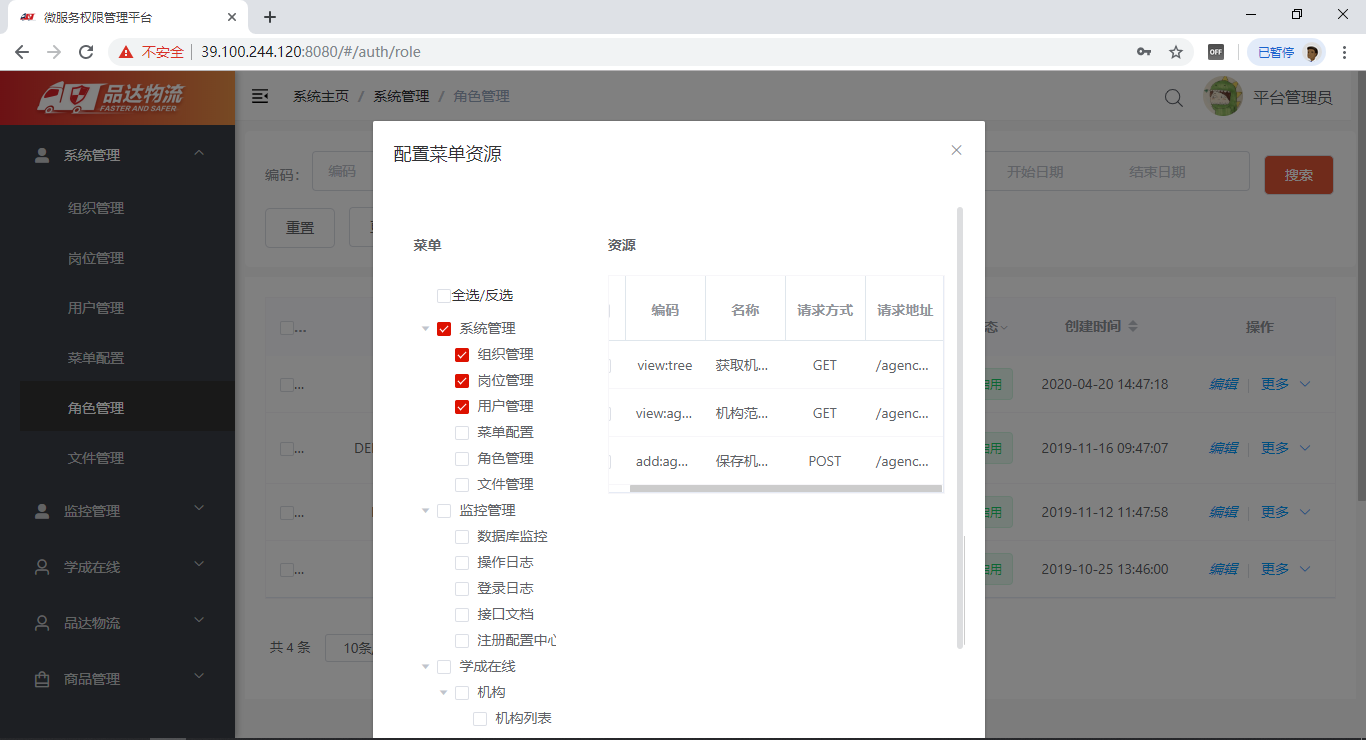 微服务权限管理平台
不安全 39.100.244.120:8080/#/auth/role
OFF
已暂停
品达物流
FASTER AND SAFER
系统主页 / 系统管理 / 角色管理
平台管理员
系统管理
组织管理
岗位管理
用户管理
菜单配置
角色管理
文件管理
监控管理
学成在线
品达物流
商品管理
编码：
编码
开始日期
结束日期
搜索
重置
...
创建时间
操作
...
2020-04-20 14:47:18
编辑
更多
...
2019-11-16 09:47:07
编辑
更多
...
2019-11-12 11:47:58
编辑
更多
...
2019-10-25 13:46:00
编辑
更多
共 4 条
10条
配置菜单资源
菜单
全选/反选
系统管理
组织管理
岗位管理
用户管理
菜单配置
角色管理
文件管理
监控管理
数据库监控
操作日志
登录日志
接口文档
注册配置中心
学成在线
机构
机构列表
资源
编码 名称 请求方式 请求地址
view:tree 获取机... GET /agenc...
view:ag... 机构范... GET /agenc...
add:ag... 保存机... POST /agenc...